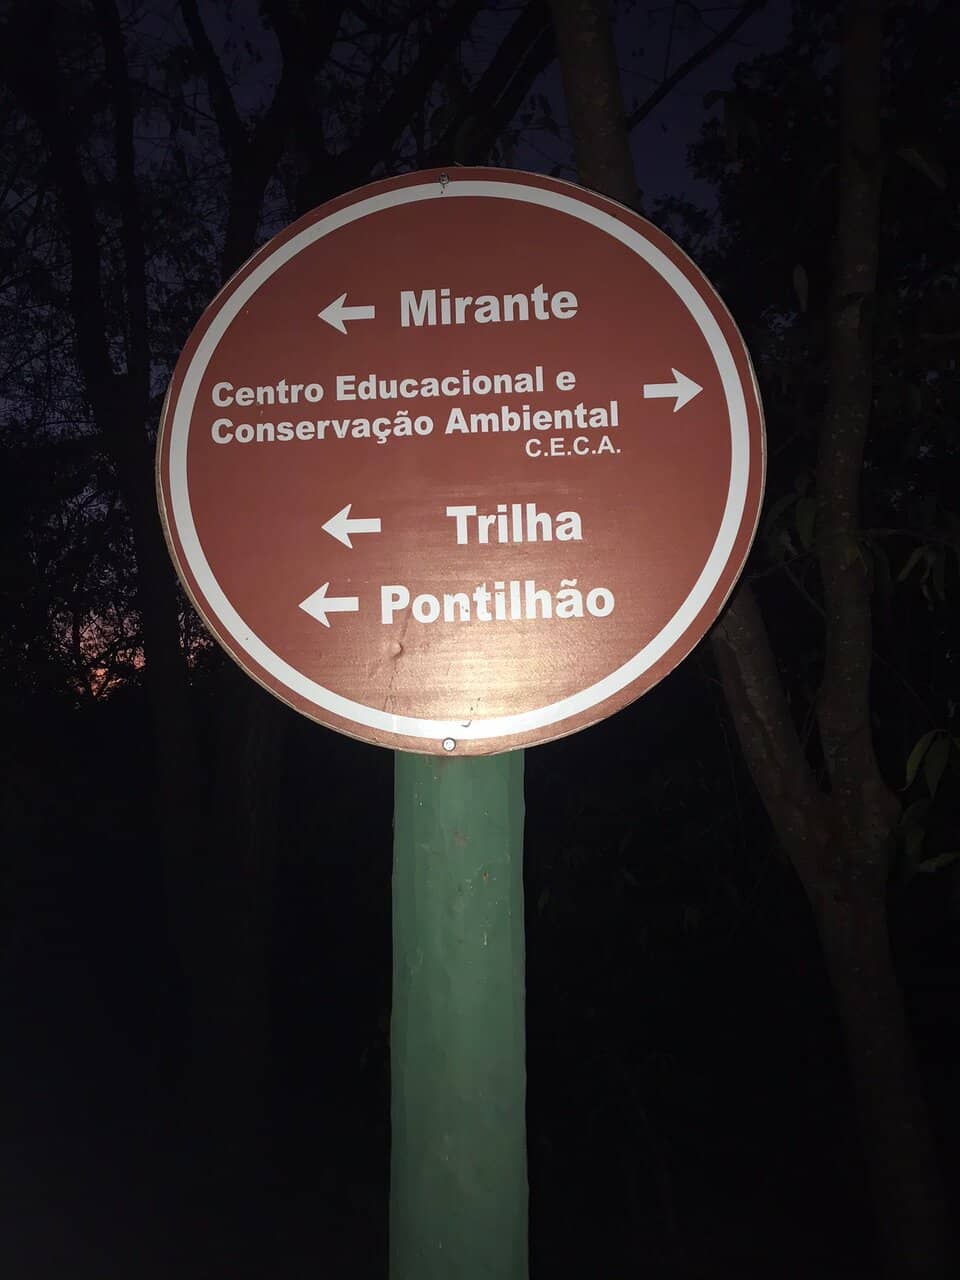 Mirante
Centro Educacional e
Conservação Ambiental
C.E.C.A.
Trilha
Pontilhão